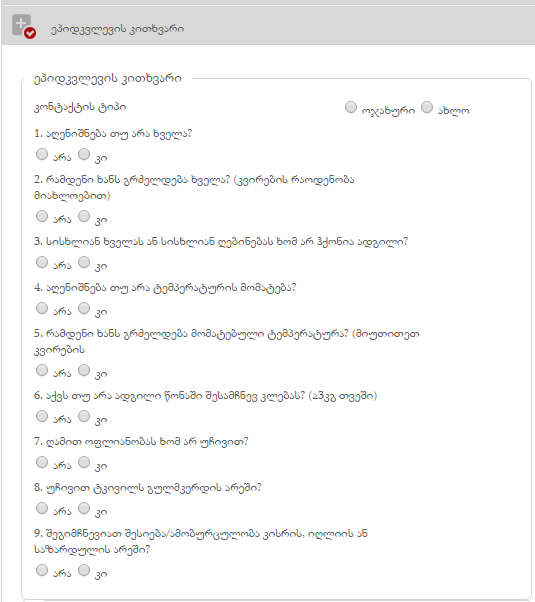 ეპიდკვლევის კითხვარი
ეპიდკვლევის კითხვარი
კონტაქტის ტიპი ოჯახური ახლო
1. აღენიშნება თუ არა ხველა?
არა კი
2. რამდენი ხანს გრძელდება ხველა? (კვირების რაოდენობა
მიახლოებით)
არა კი
3. სისხლიან ხველას ან სისხლიან ღებინებას ხომ არ ჰქონია ადგილი?
არა კი
4. აღენიშნება თუ არა ტემპერატურის მომატება?
არა კი
5. რამდენი ხანს გრძელდება მომატებული ტემპერატურა? (მიუთითეთ
კვირების
არა კი
6. აქვს თუ არა ადგილი წონაში შესამჩნევ კლებას? (≥3კგ თვეში)
არა კი
7. ღამით ოფლიანობას ხომ არ უჩივით?
არა კი
8. უჩივით ტკივილს გულმკერდის არეში?
არა კი
9. შეგიმჩნევიათ შესიება/ამობურცულობა კისრის, იღლიის ან
საზარდულის არეში?
არა კი